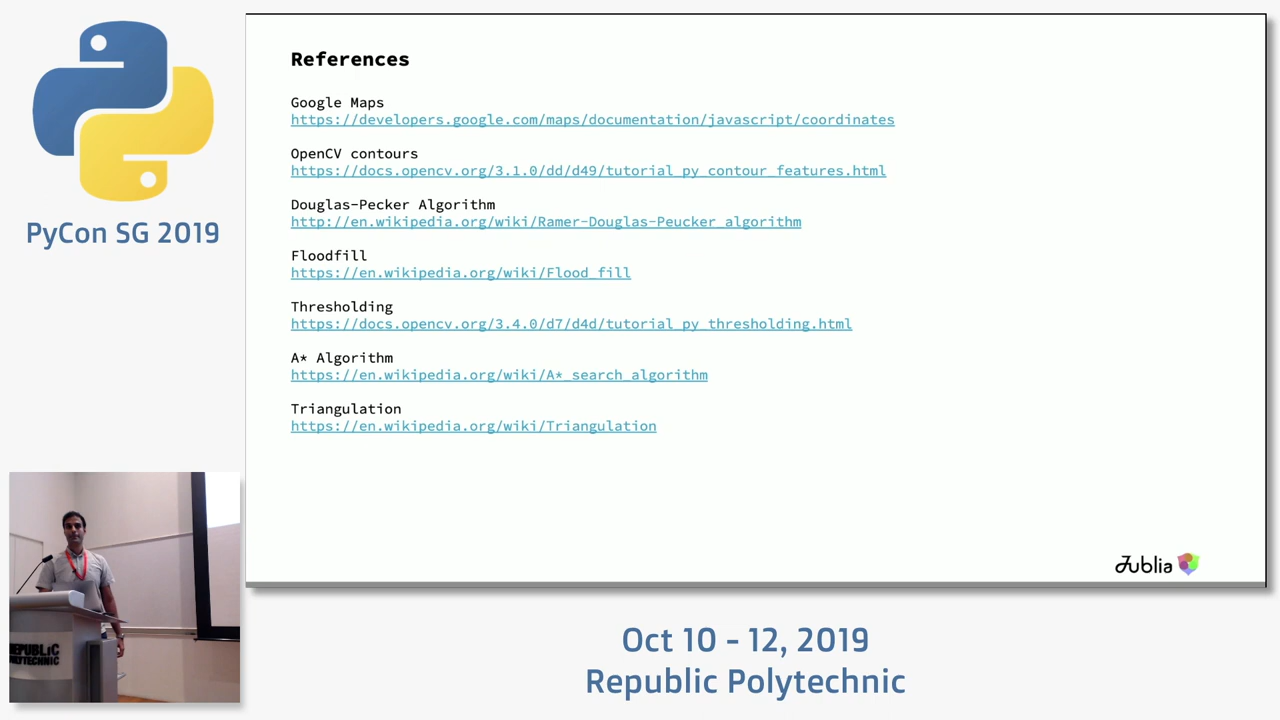 References
Google Maps
https://developers.google.com/maps/documentation/javascript/coordinates
OpenCV contours
https://docs.opencv.org/3.1.0/dd/d49/tutorial_py_contour_features.html
Douglas-Pecker Algorithm
http://en.wikipedia.org/wiki/Ramer-Douglas-Peucker_algorithm
Floodfill
https://en.wikipedia.org/wiki/Flood_fill
Thresholding
https://docs.opencv.org/3.4.0/d7/d4d/tutorial_py_thresholding.html
A* Algorithm
https://en.wikipedia.org/wiki/A*_search_algorithm
Triangulation
https://en.wikipedia.org/wiki/Triangulation
Jublia
PyCon SG 2019
REPUBLIC
POLYTECHNIC
Oct 10 - 12, 2019
Republic Polytechnic